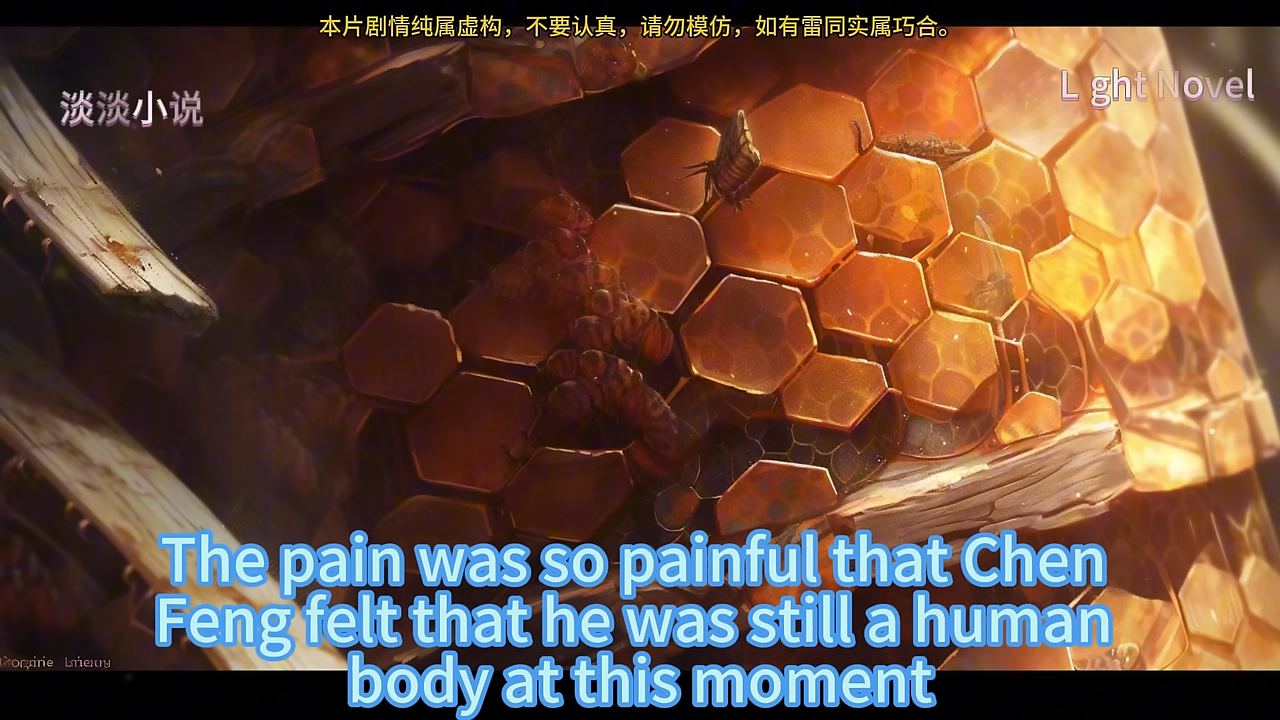 本片剧情纯属虚构，不要认真，请勿模仿，如有雷同实属巧合。
淡淡小说
L ght Novel
The pain was so painful that Chen
Feng felt that he was still a human
body at this moment